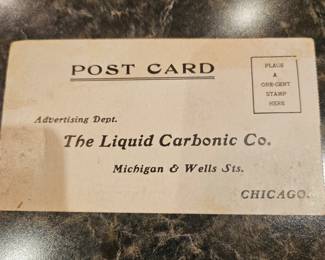 POST CARD
PLACE
A
ONE-CENT
STAMP
HERE
Advertising Dept.
The Liquid Carbonic Co.
Michigan & Wells Sts.
CHICAGO.